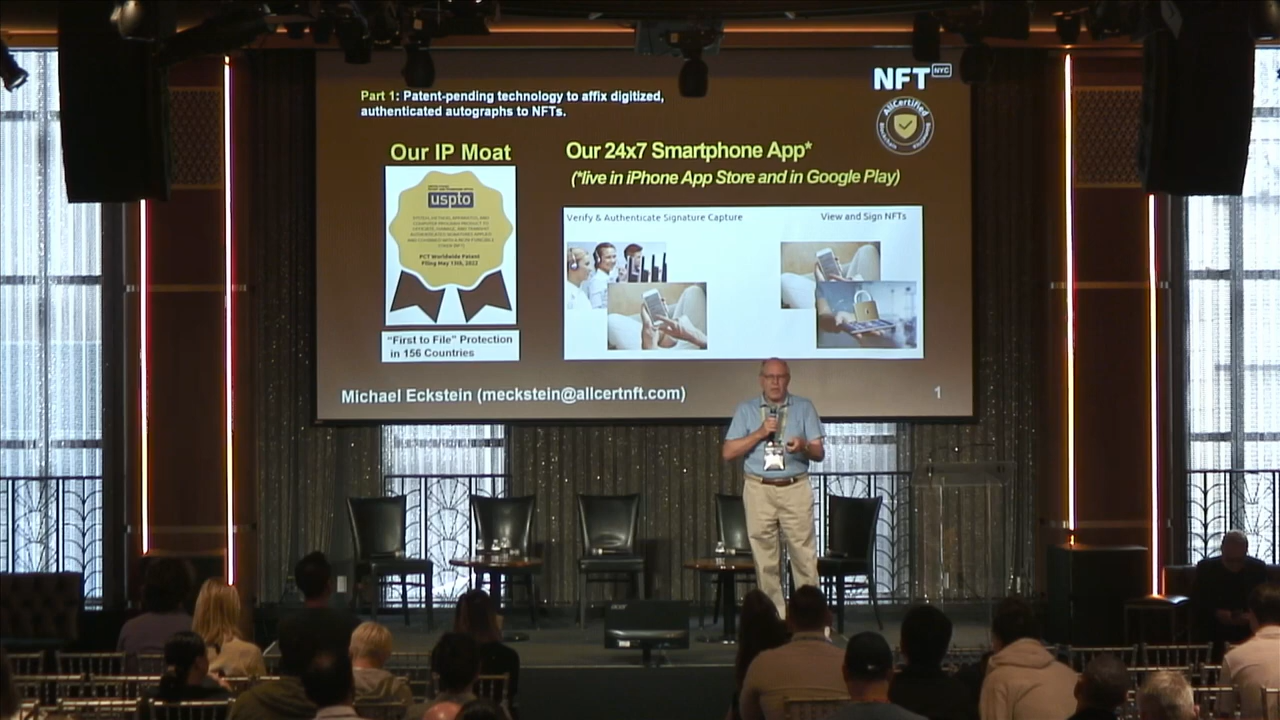 NFT NYC
Part 1: Patent-pending technology to affix digitized,
authenticated autographs to NFTs.
AllCertified
Our IP Moat
Our 24x7 Smartphone App*
(*live in iPhone App Store and in Google Play)
uspto
PCT Worldwide Patent
Filing May 13th, 2022
Verify & Authenticate Signature Capture
View and Sign NFTs
"First to File" Protection
in 156 Countries
Michael Eckstein (meckstein@allcertnft.com)
1
acer